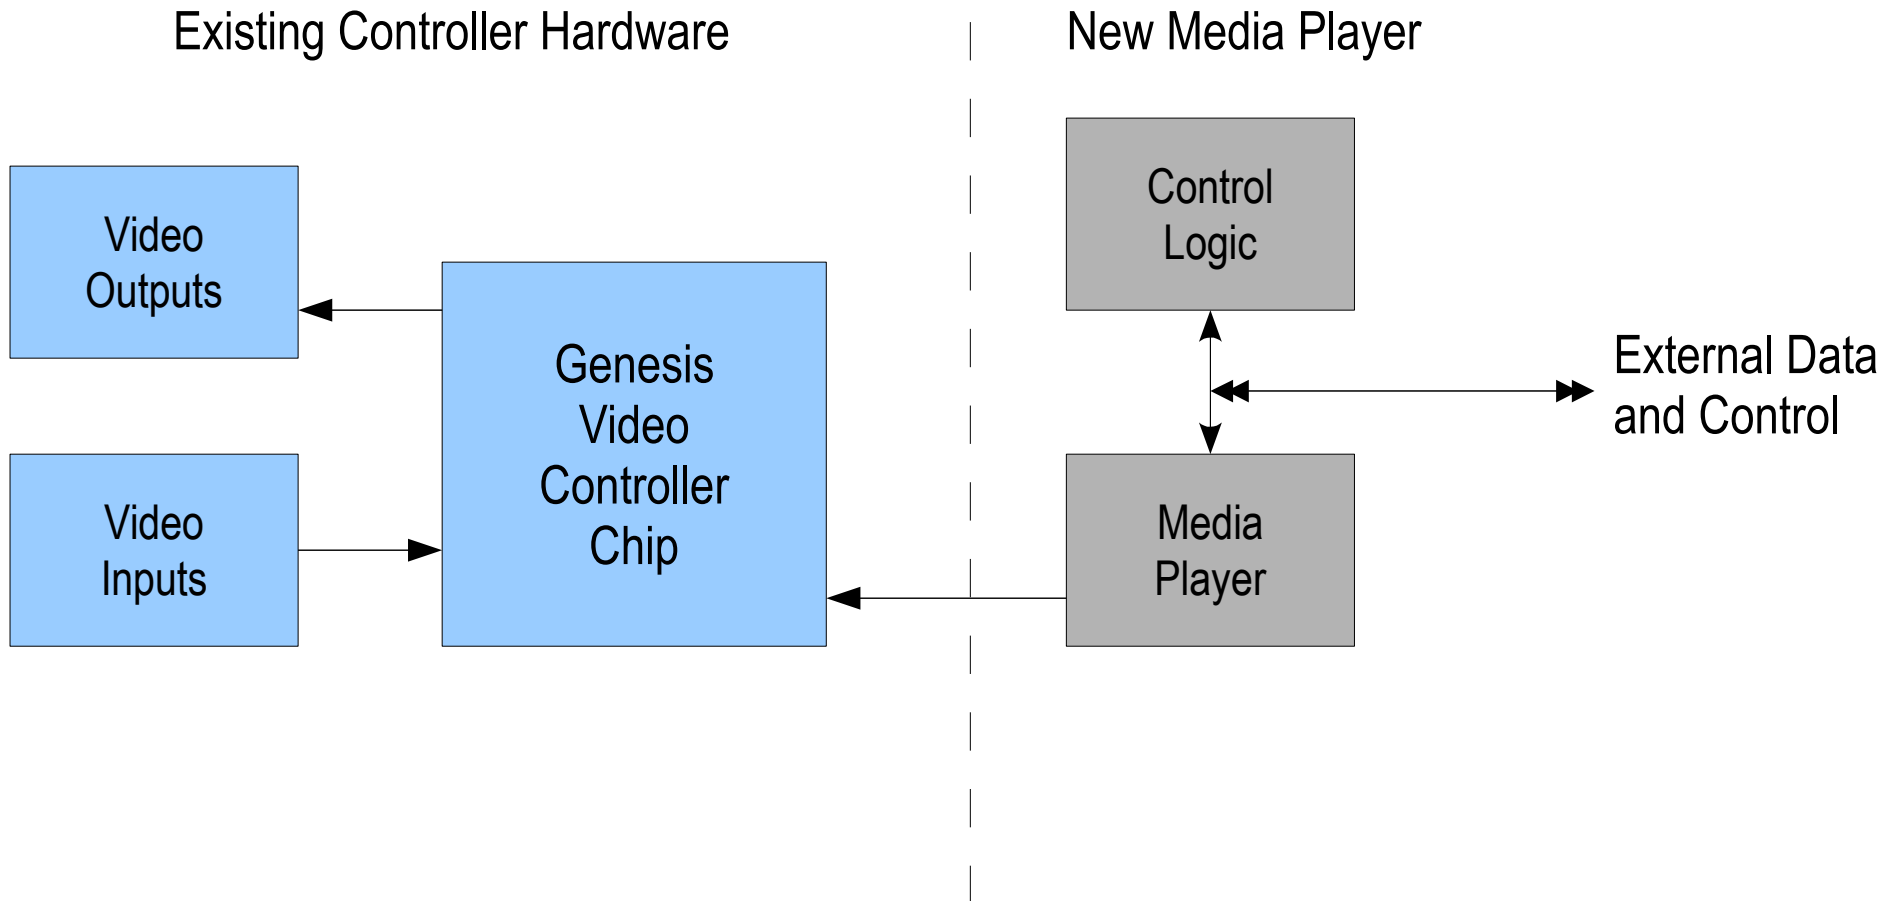 Existing Controller Hardware
New Media Player
Video
Outputs
Video
Inputs
Genesis
Video
Controller
Chip
Control
Logic
Media
Player
External Data
and Control